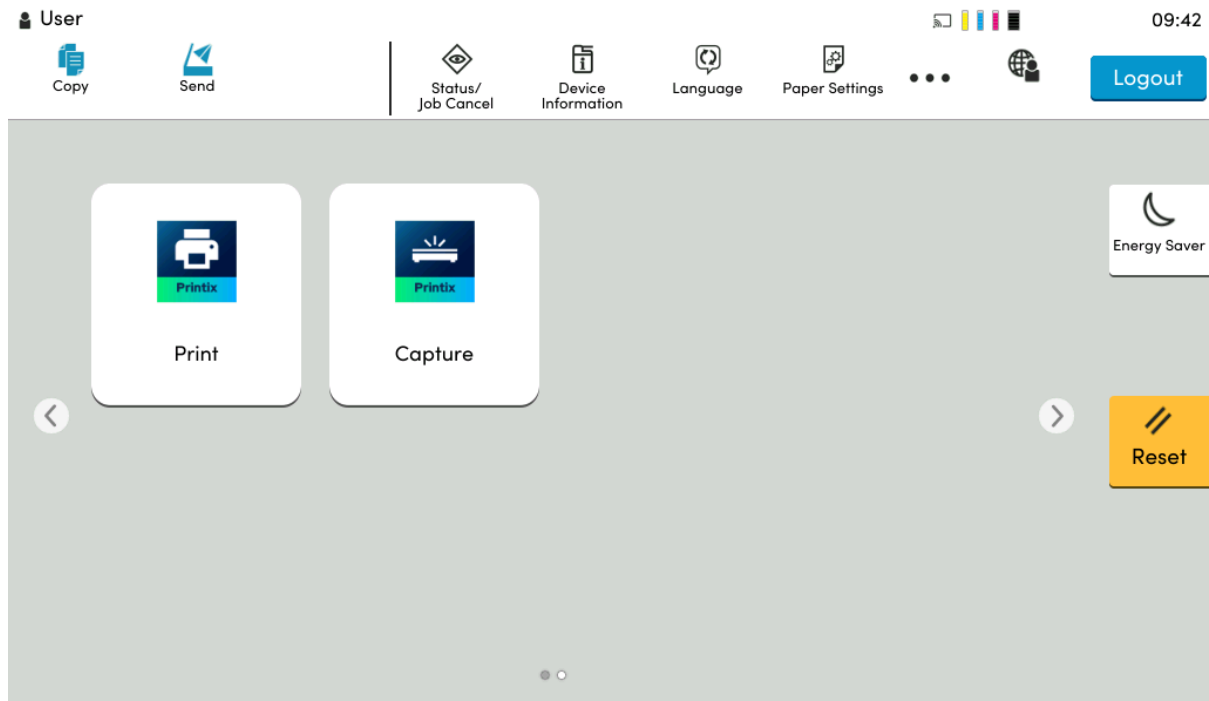 User
09:42
Copy
Send
Status/
Job Cancel
Device
Information
Language
Paper Settings
Logout
Printix
Print
Printix
Capture
Energy Saver
Reset